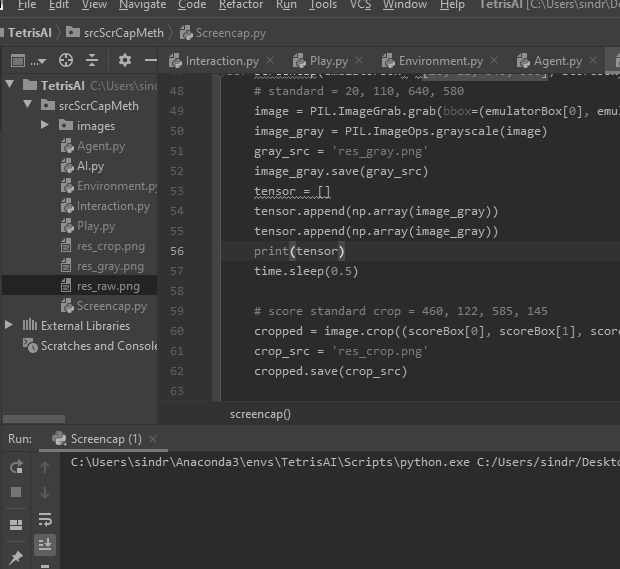 File Edit View Navigate Code Refactor Run Tools VCS Window Help TetrisAI [C:\Users\sindr\De
TetrisAI srcScrCapMeth Screencap.py
... Interaction.py Play.py Environment.py Agent.py
TetrisAI C:\Users\s
srcScrCapMeth
images
Agent.py
AI.py
Environment.py
Interaction.py
Play.py
res_crop.png
res_gray.png
res_raw.png
Screencap.py
External Libraries
Scratches and Console
48 # standard = 20, 110, 640, 580
49 image = PIL.ImageGrab.grab(bbox=(emulatorBox[0], emul
50 image_gray = PIL.ImageOps.grayscale(image)
51 gray_src = 'res_gray.png'
52 image_gray.save(gray_src)
53 tensor = []
54 tensor.append(np.array(image_gray))
55 tensor.append(np.array(image_gray))
56 print(tensor)
57 time.sleep(0.5)
58
59 # score standard crop = 460, 122, 585, 145
60 cropped = image.crop((scoreBox[0], scoreBox[1], scor
61 crop_src = 'res_crop.png'
62 cropped.save(crop_src)
63
screencap()
Run: Screencap (1)
C:\Users\sindr\Anaconda3\envs\TetrisAI\Scripts\python.exe C:/Users/sindr/Deskto